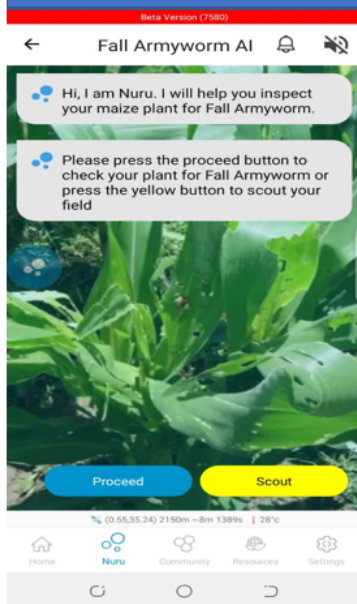 Beta Version (7580)
Fall Armyworm AI
Hi, I am Nuru. I will help you inspect
your maize plant for Fall Armyworm.
Please press the proceed button to
check your plant for Fall Armyworm or
press the yellow button to scout your
field
Proceed
Scout
(0.55,35.24) 2150m ~8m 1389s 28°c
Home
Nuru
Community
Resources
Settings